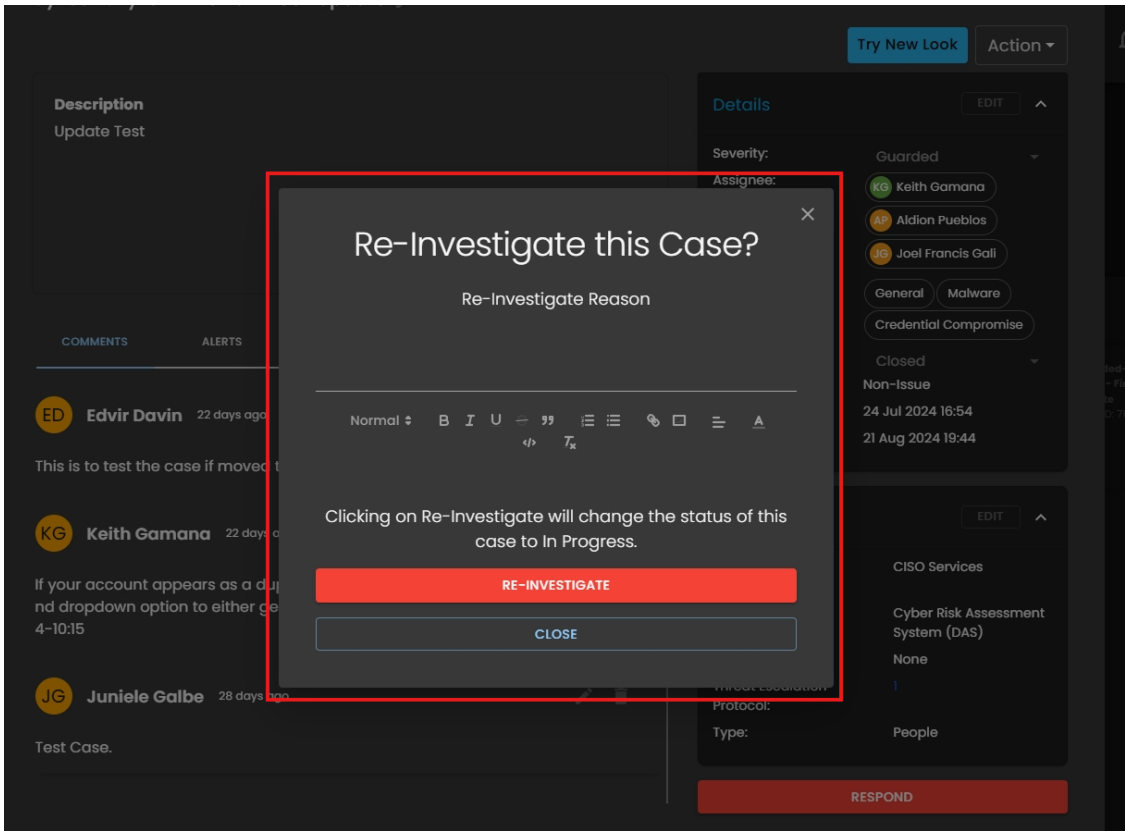 Try New Look
Action
Description
Update Test
Details
EDIT
Severity:
Guarded
Assignee:
KG Keith Gamana
AP Aldion Pueblos
JG Joel Francis Gali
General
Malware
Credential Compromise
Closed
Non-Issue
24 Jul 2024 16:54
21 Aug 2024 19:44
COMMENTS
ALERTS
ED Edvir Davin 22 days ago
This is to test the case if moved
KG Keith Gamana 22 days
If your account appears as a
nd dropdown option to either
4-10:15
JG Juniele Galbe 28 days ago
Test Case.
Re-Investigate this Case?
Re-Investigate Reason
Normal
Clicking on Re-Investigate will change the status of this
case to In Progress.
RE-INVESTIGATE
CLOSE
EDIT
CISO Services
Cyber Risk Assessment
System (DAS)
None
Threat Escalation
Protocol:
1
Type:
People
RESPOND